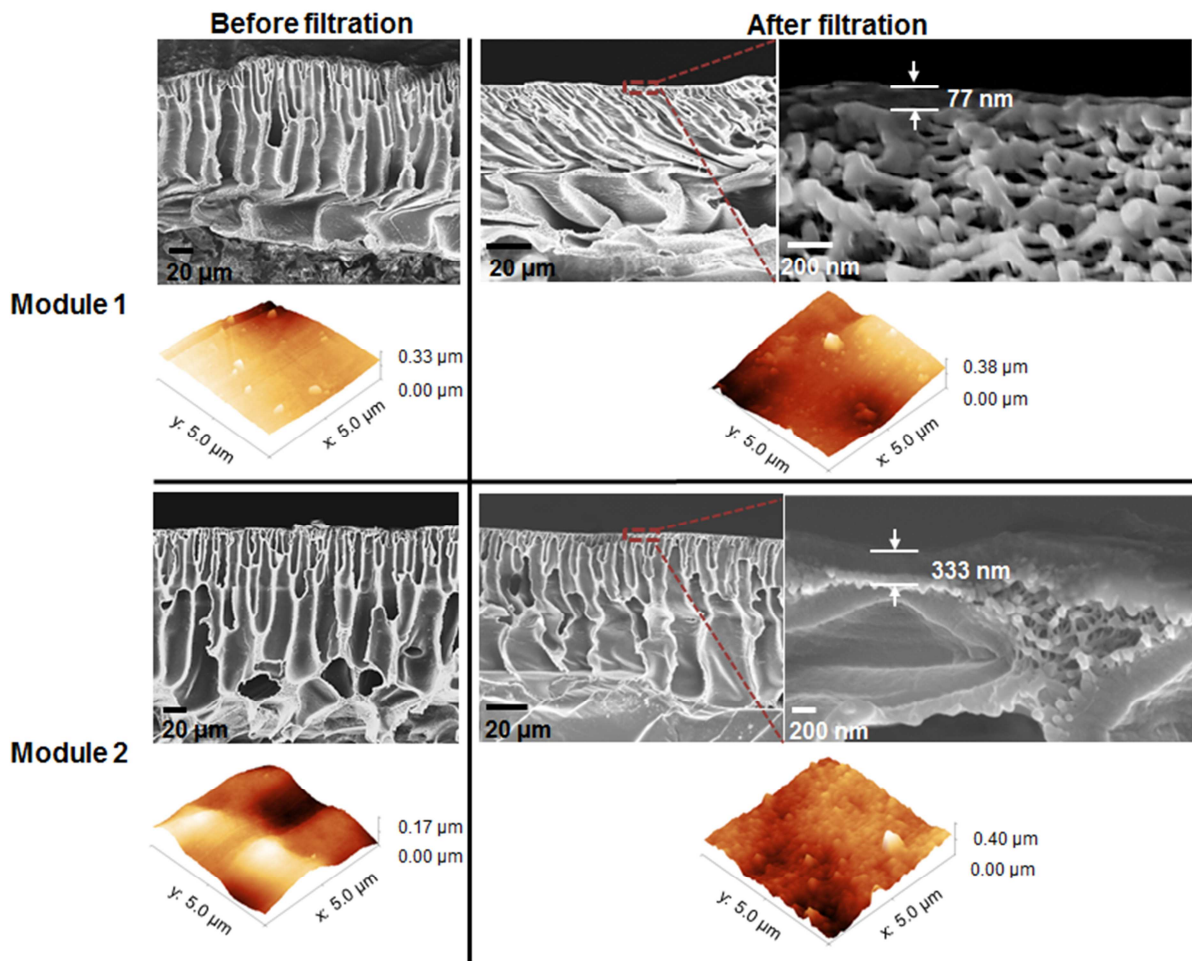 Before filtration
After filtration
77 nm
20 µm
20 µm
200 nm
Module 1
0.33 µm
0.00 µm
y: 5.0 µm
x: 5.0 µm
0.38 µm
0.00 µm
y: 5.0 µm
x: 5.0 µm
333 nm
20 µm
20 µm
200 nm
Module 2
0.17 µm
0.00 µm
y: 5.0 µm
x: 5.0 µm
0.40 µm
0.00 µm
y: 5.0 µm
x: 5.0 µm